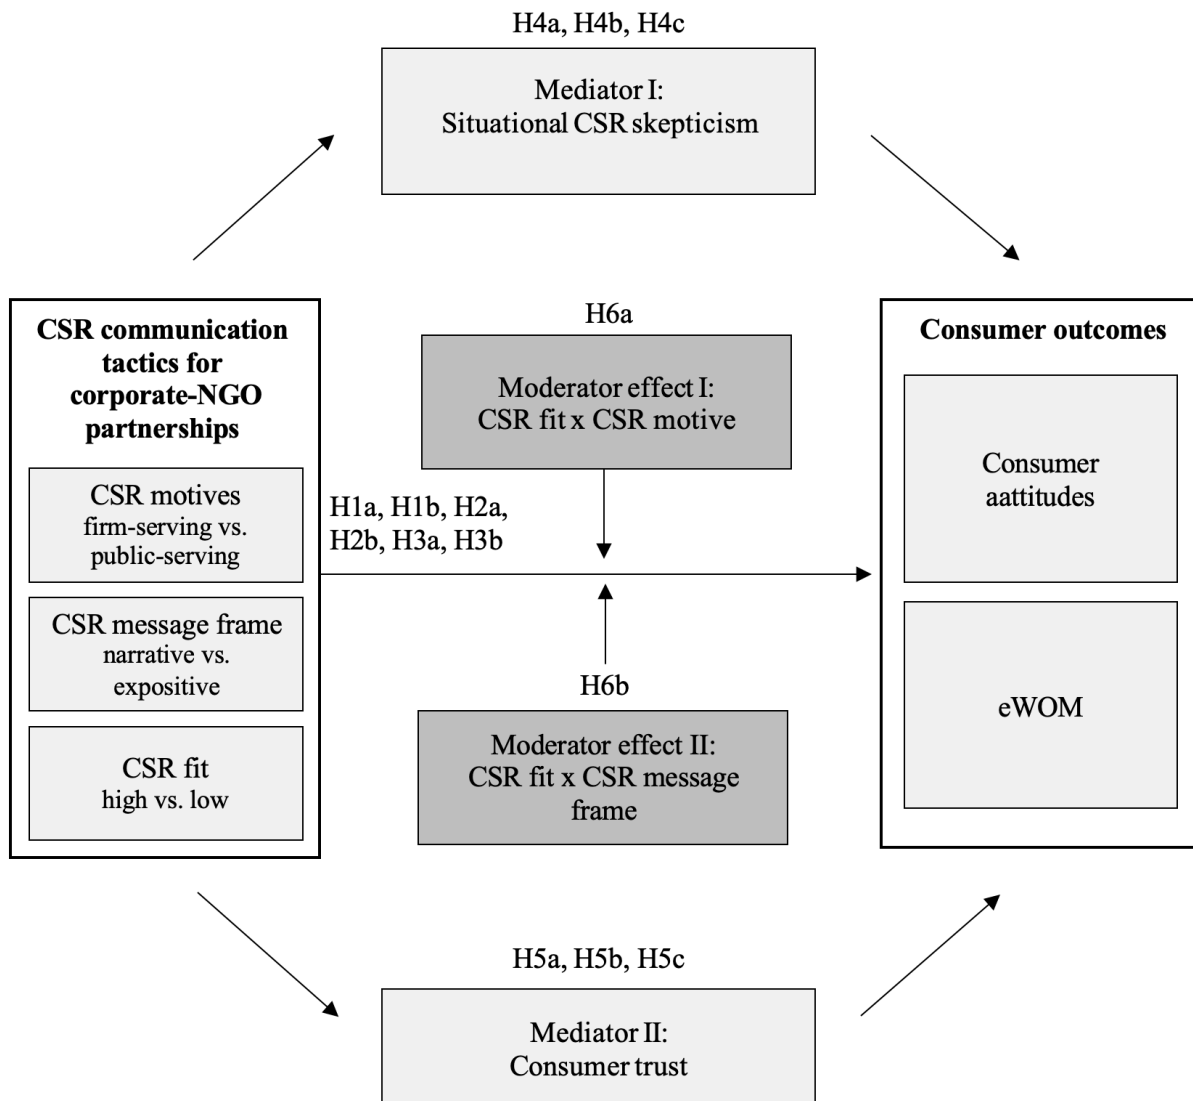 H4a, H4b, H4c
Mediator I:
Situational CSR skepticism
CSR communication
tactics for
corporate-NGO
partnerships
CSR motives
firm-serving vs.
public-serving
CSR message frame
narrative vs.
expositive
CSR fit
high vs. low
H6a
Moderator effect I:
CSR fit x CSR motive
H1a, H1b, H2a,
H2b, H3a, H3b
H6b
Moderator effect II:
CSR fit x CSR message
frame
Consumer outcomes
Consumer
aattitudes
eWOM
H5a, H5b, H5c
Mediator II:
Consumer trust